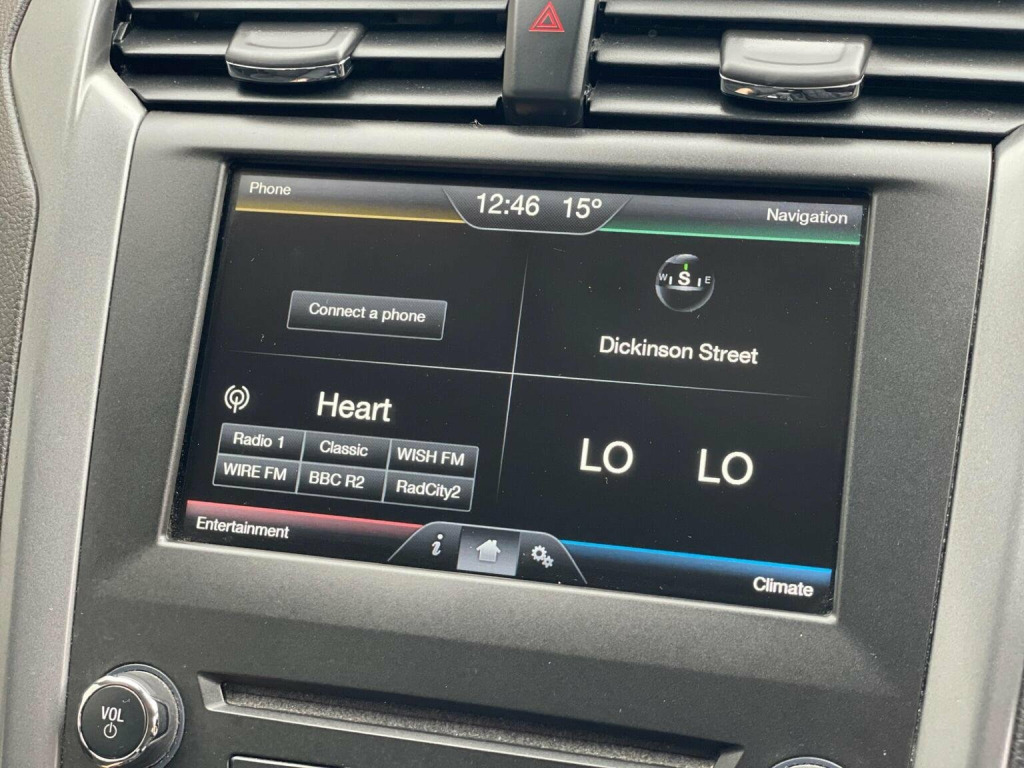 Phone
12:46 15°
Navigation
W S E
Connect a phone
Dickinson Street
Heart
Radio 1 Classic WISH FM
WIRE FM BBC R2 RadCity2
LO LO
Entertainment
i
Climate
VOL